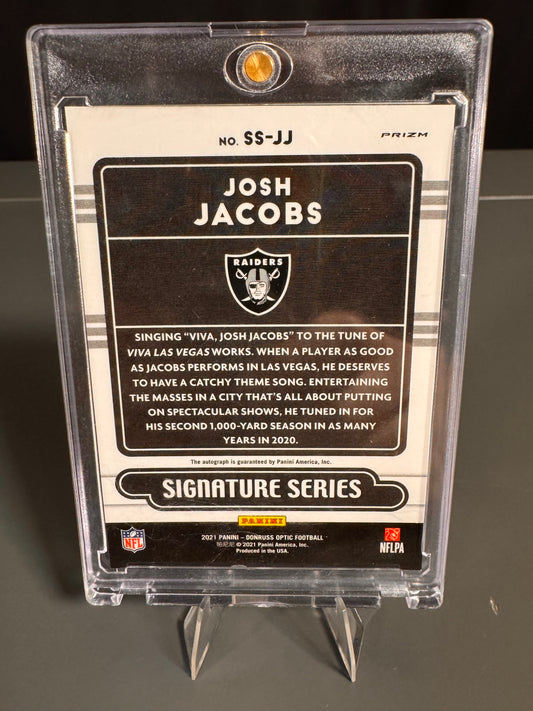 NO. SS-JJ
PRIZM
JOSH
JACOBS
RAIDERS
SINGING "VIVA, JOSH JACOBS" TO THE TUNE OF
VIVA LAS VEGAS WORKS. WHEN A PLAYER AS GOOD
AS JACOBS PERFORMS IN LAS VEGAS, HE DESERVES
TO HAVE A CATCHY THEME SONG. ENTERTAINING
THE MASSES IN A CITY THAT'S ALL ABOUT PUTTING
ON SPECTACULAR SHOWS, HE TUNED IN FOR
HIS SECOND 1,000-YARD SEASON IN AS MANY
YEARS IN 2020.
The autograph is guaranteed by Panini America, Inc.
SIGNATURE SERIES
PANINI
NFL
2021 PANINI – DONRUSS OPTIC FOOTBALL
帕尼尼 © 2021 Panini America, Inc.
Produced in the USA.
NFLPA